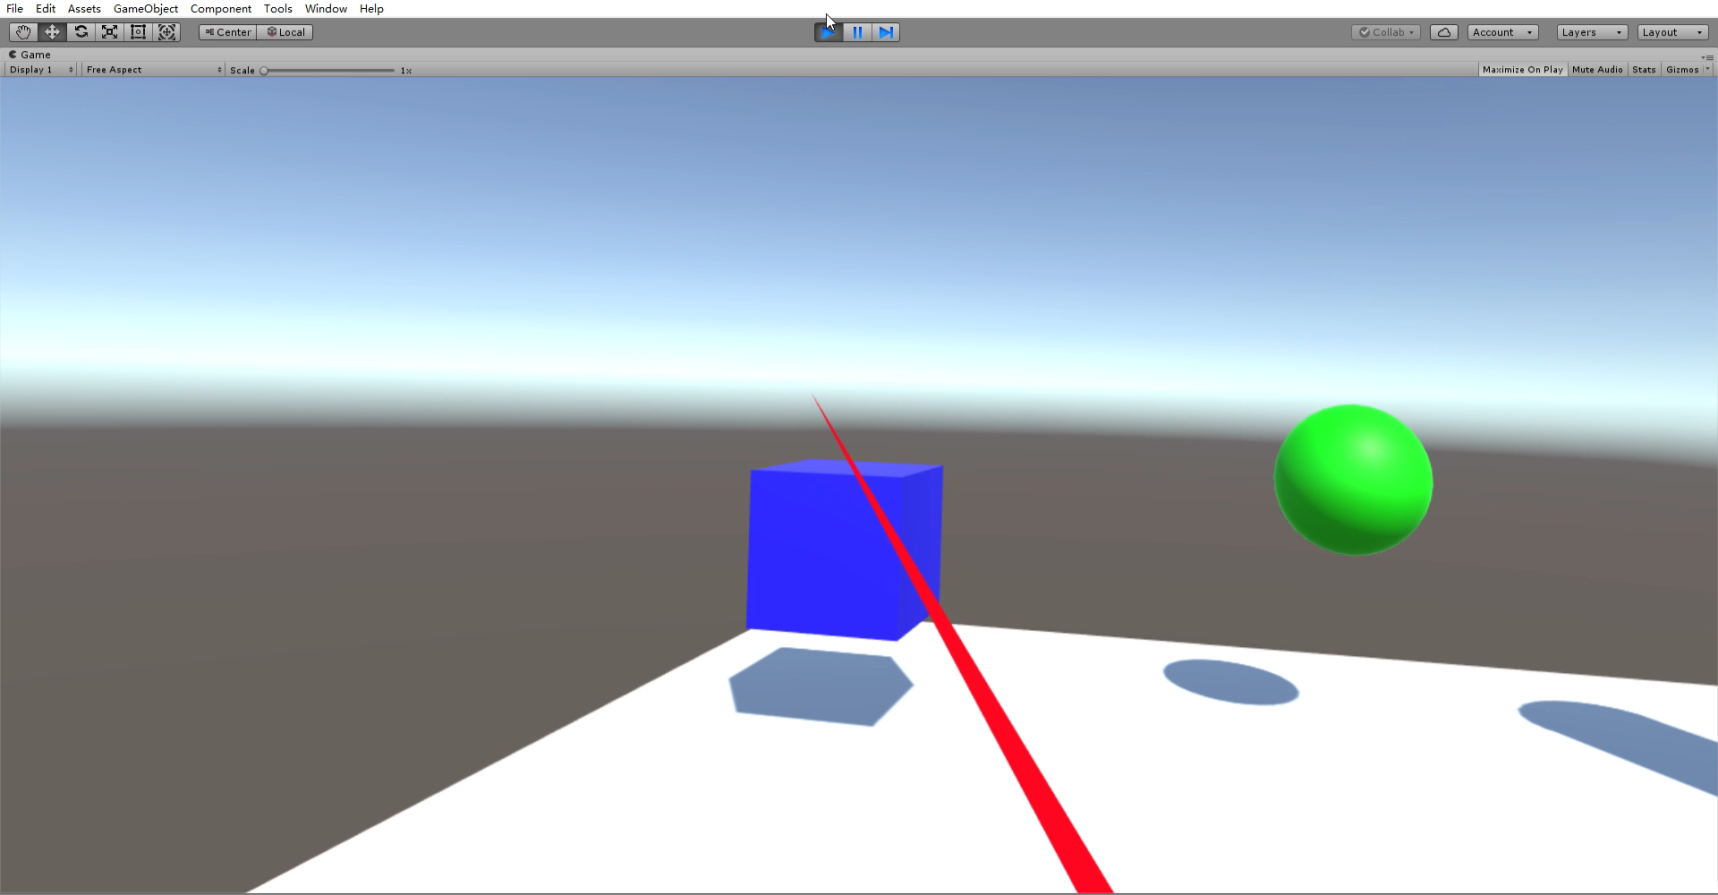 File Edit Assets GameObject Component Tools Window Help
Center Local Collab Account Layers Layout
Game
Display 1 Free Aspect Scale 1x Maximize On Play Mute Audio Stats Gizmos